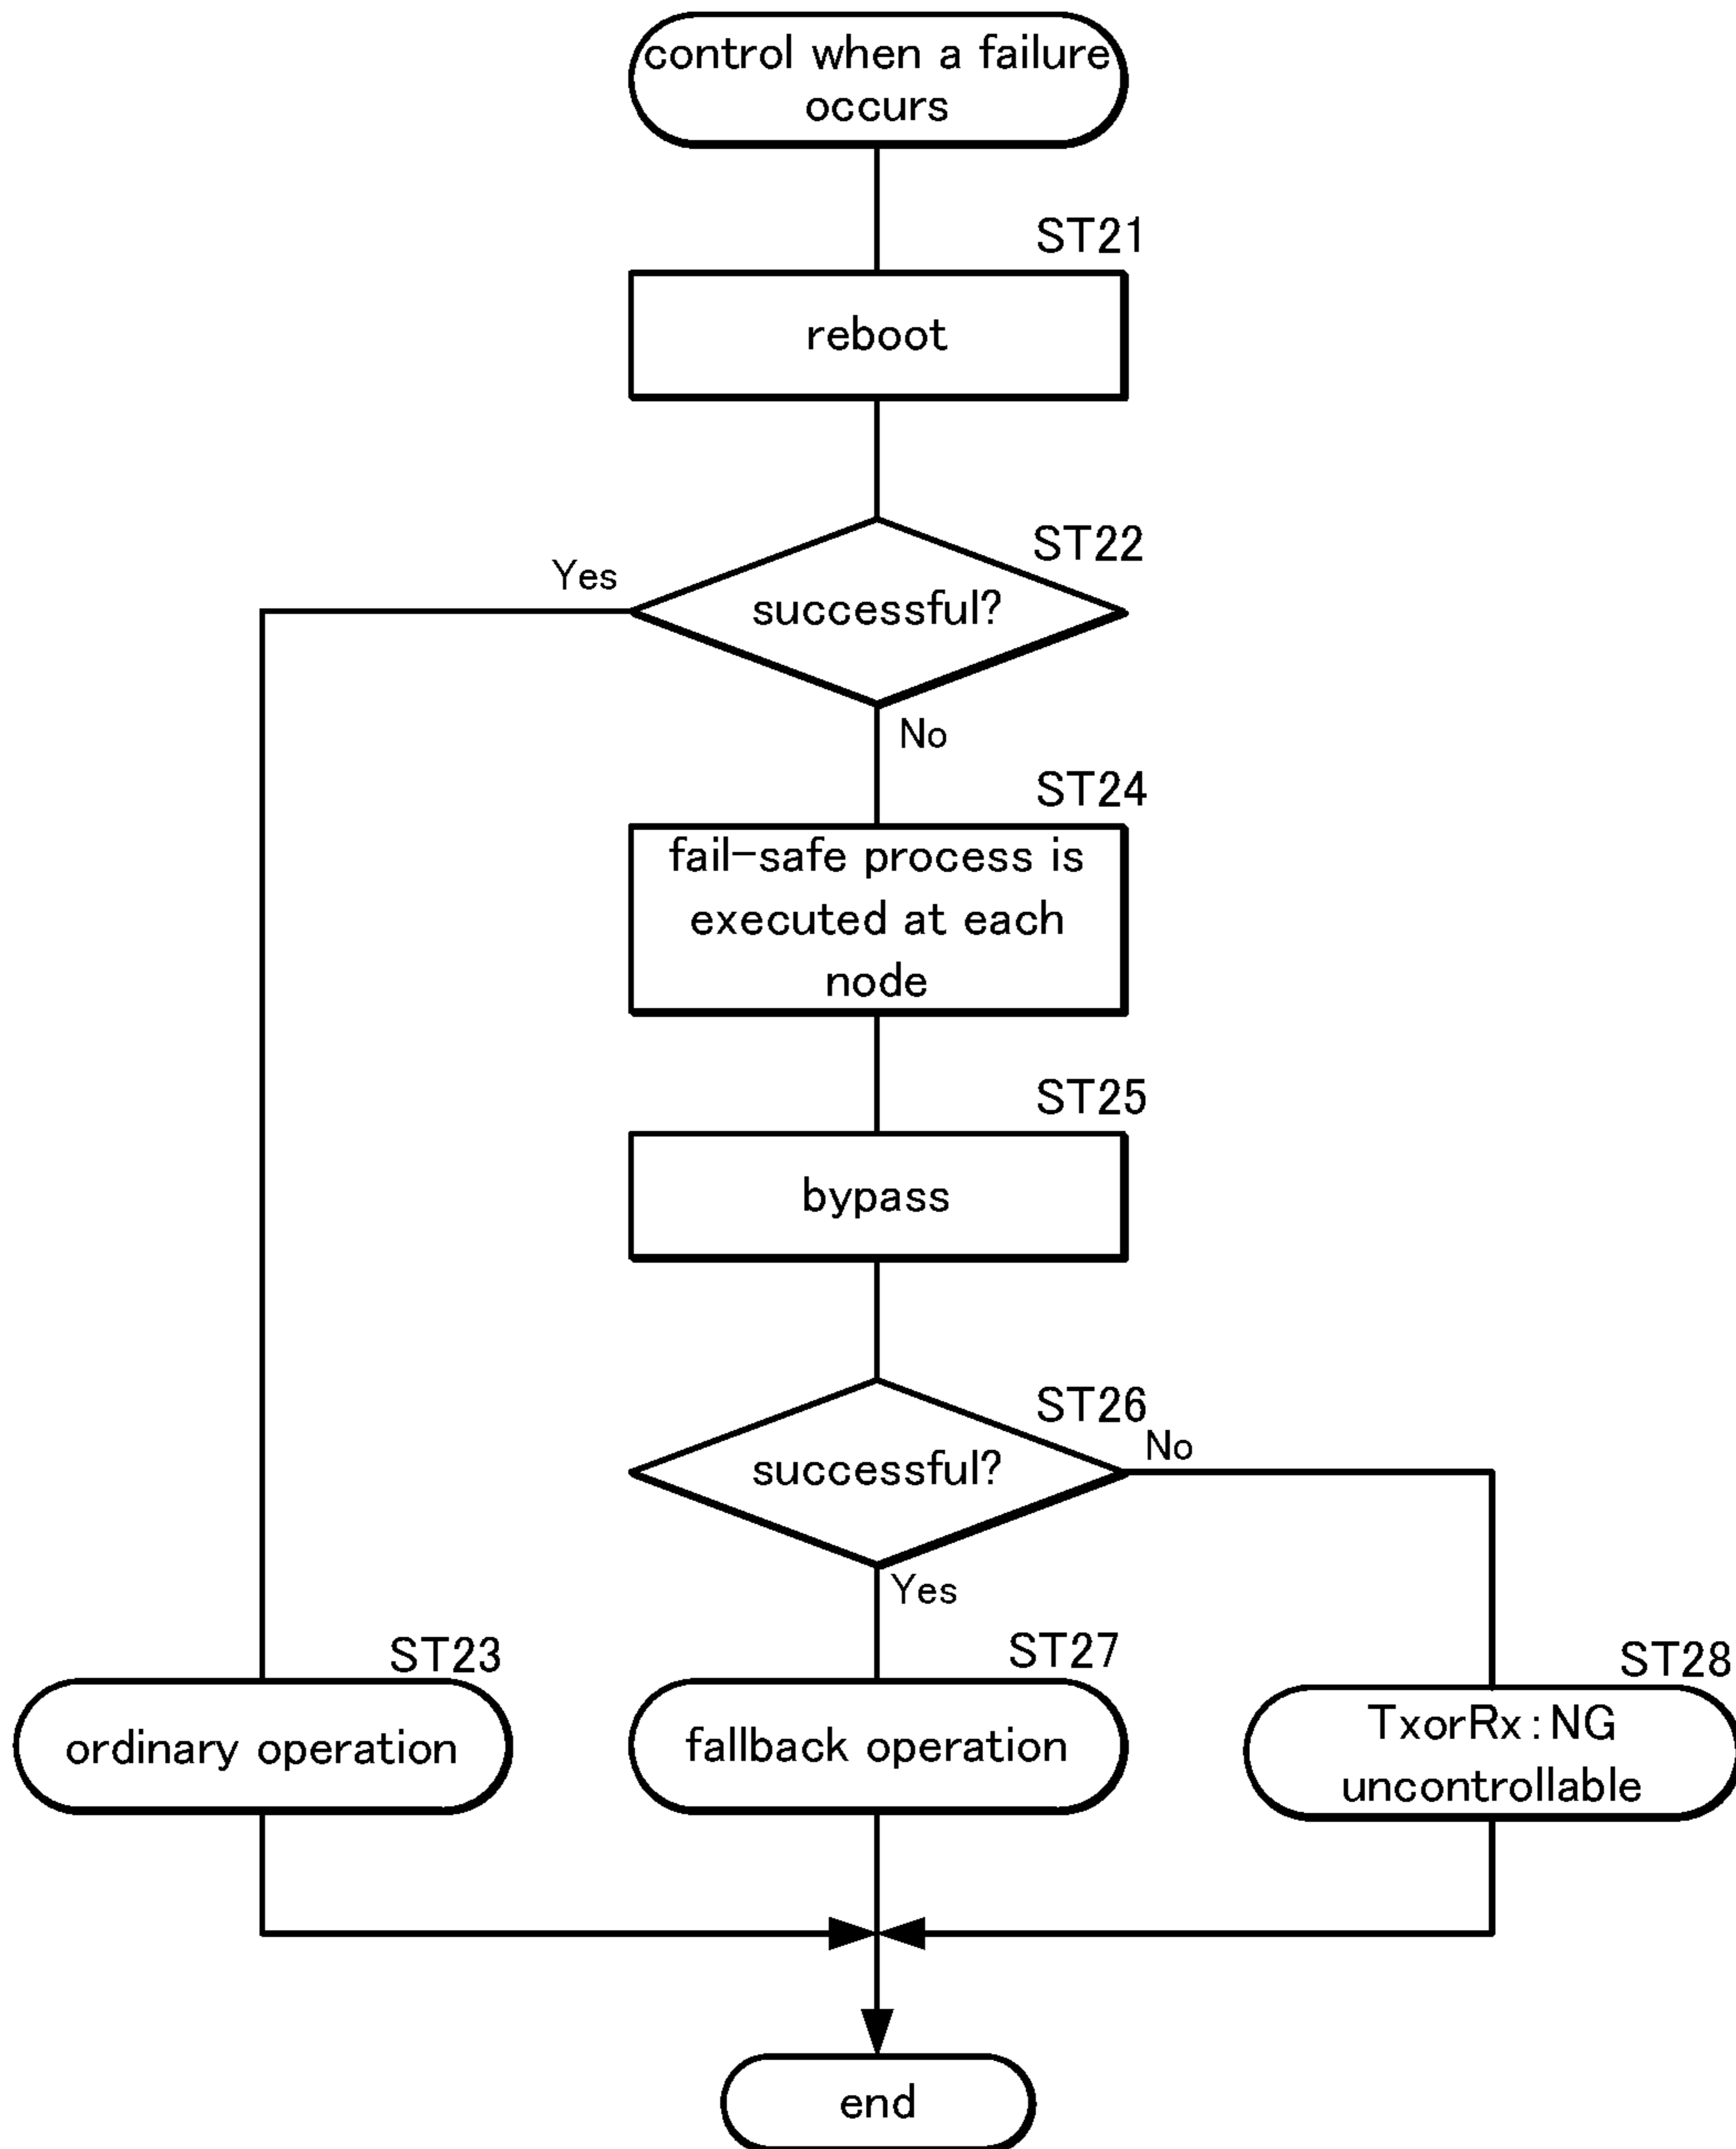 control when a failure
occurs
ST21
reboot
ST22
Yes
successful?
No
ST24
fail-safe process is
executed at each
node
ST25
bypass
ST26
No
successful?
Yes
ST23
ordinary operation
ST27
fallback operation
ST28
TxorRx:NG
uncontrollable
end